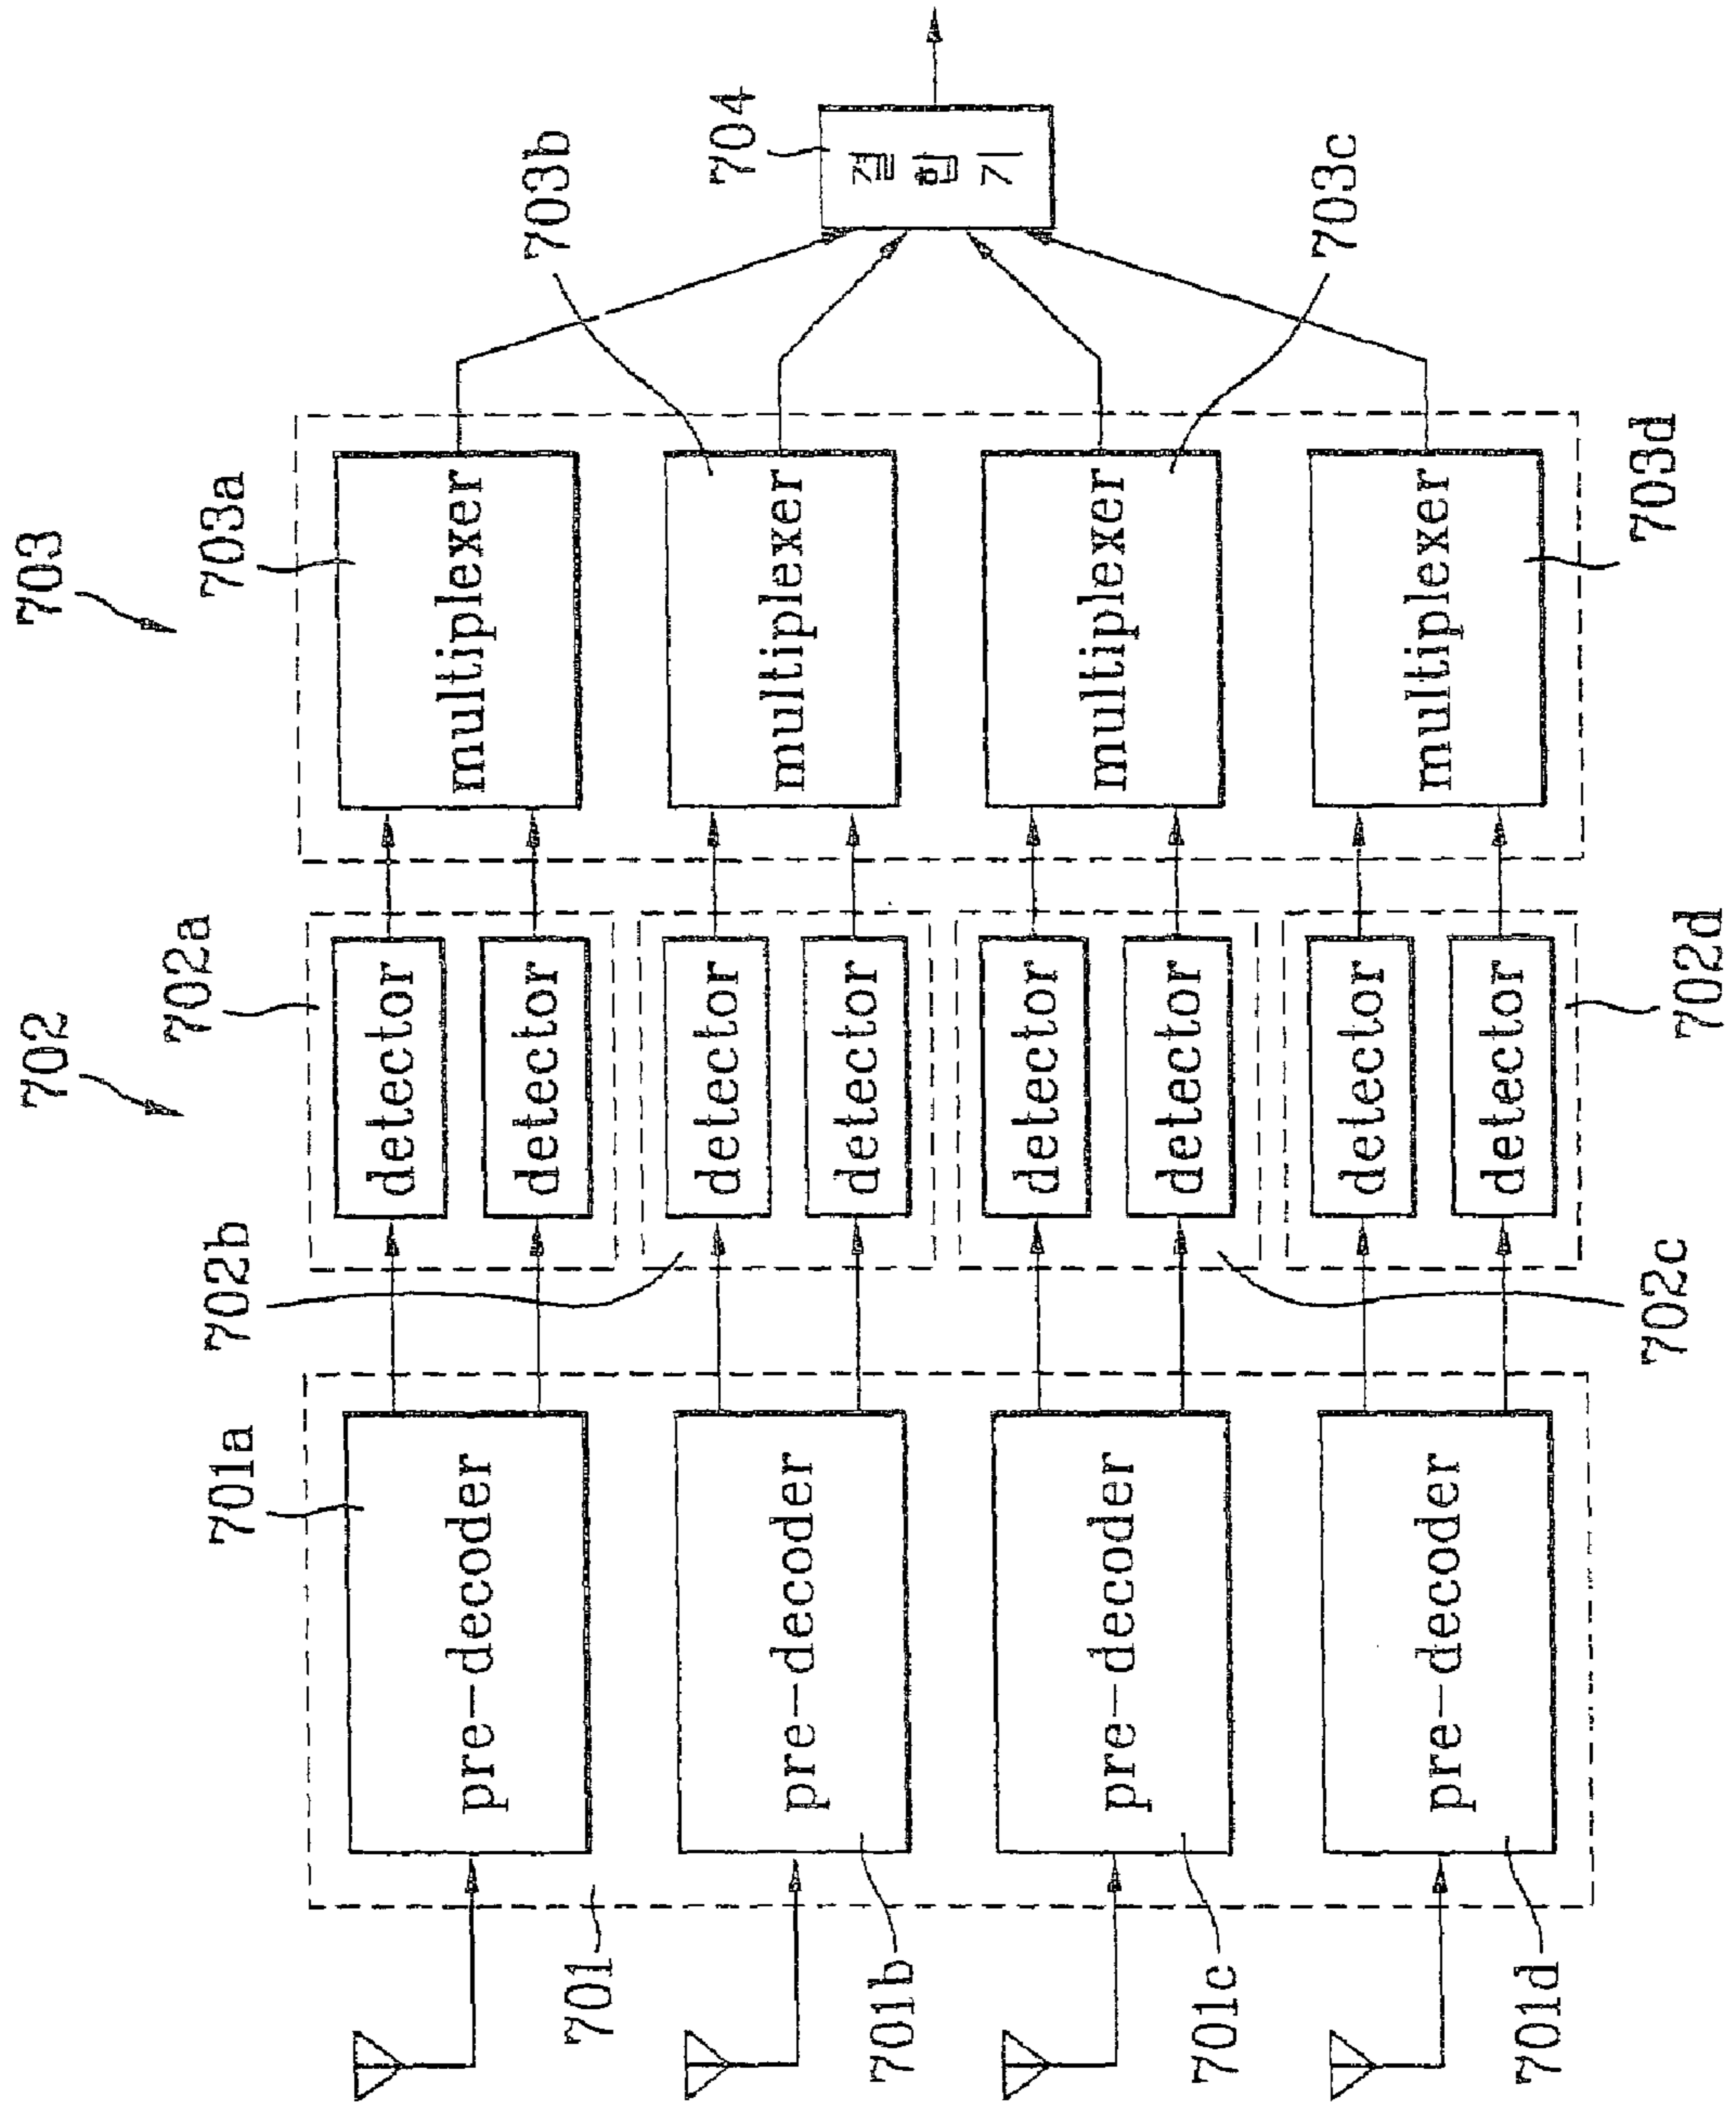 703
704
703a
703b
703c
703d
결합기
multiplexer
multiplexer
multiplexer
multiplexer
702
702a
702b
702c
702d
detector
detector
detector
detector
detector
detector
detector
detector
701a
701
701b
701c
701d
pre-decoder
pre-decoder
pre-decoder
pre-decoder